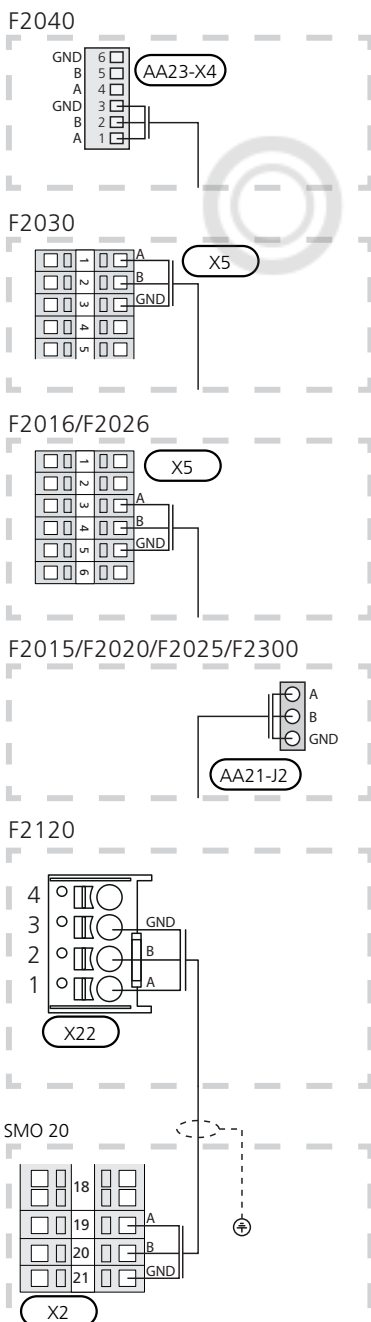 F2040
GND 6
B 5
A 4
GND 3
B 2
A 1
AA23-X4
F2030
1 A
2 B
3 GND
4
5
X5
F2016/F2026
1
2
3 A
4 B
5 GND
6
X5
F2015/F2020/F2025/F2300
A
B
GND
AA21-J2
F2120
4
3 GND
2 B
1 A
X22
SMO 20
18
19 A
20 B
21 GND
X2